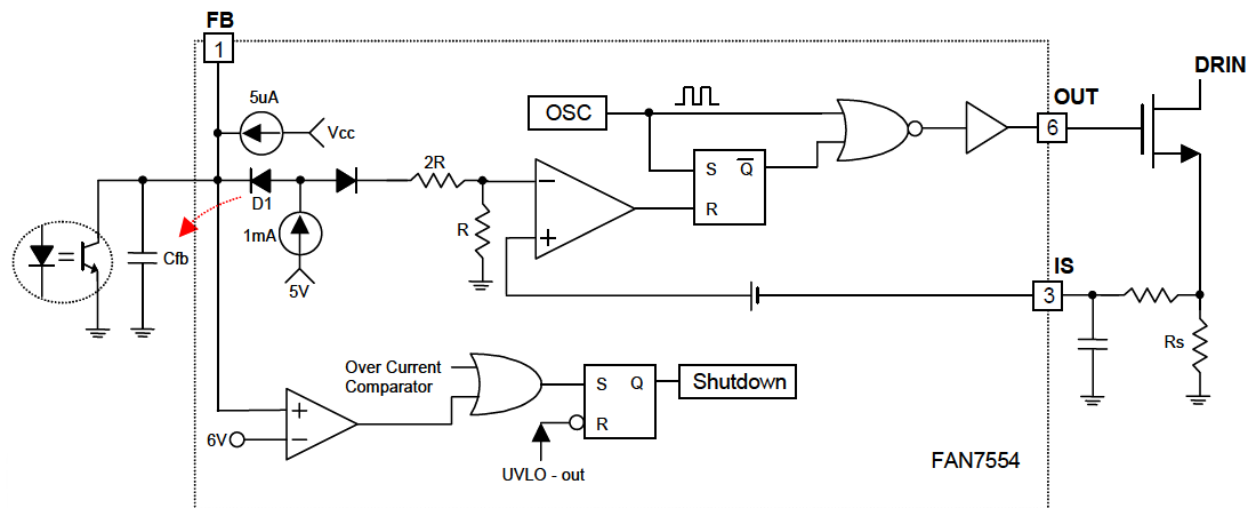 FB
1
DRIN
5uA
OSC
OUT
6
Vcc
2R
S
Q
R
D1
R
1mA
Cfb
5V
IS
3
Rs
Over Current
Comparator
S
Q
Shutdown
R
6V
UVLO - out
FAN7554